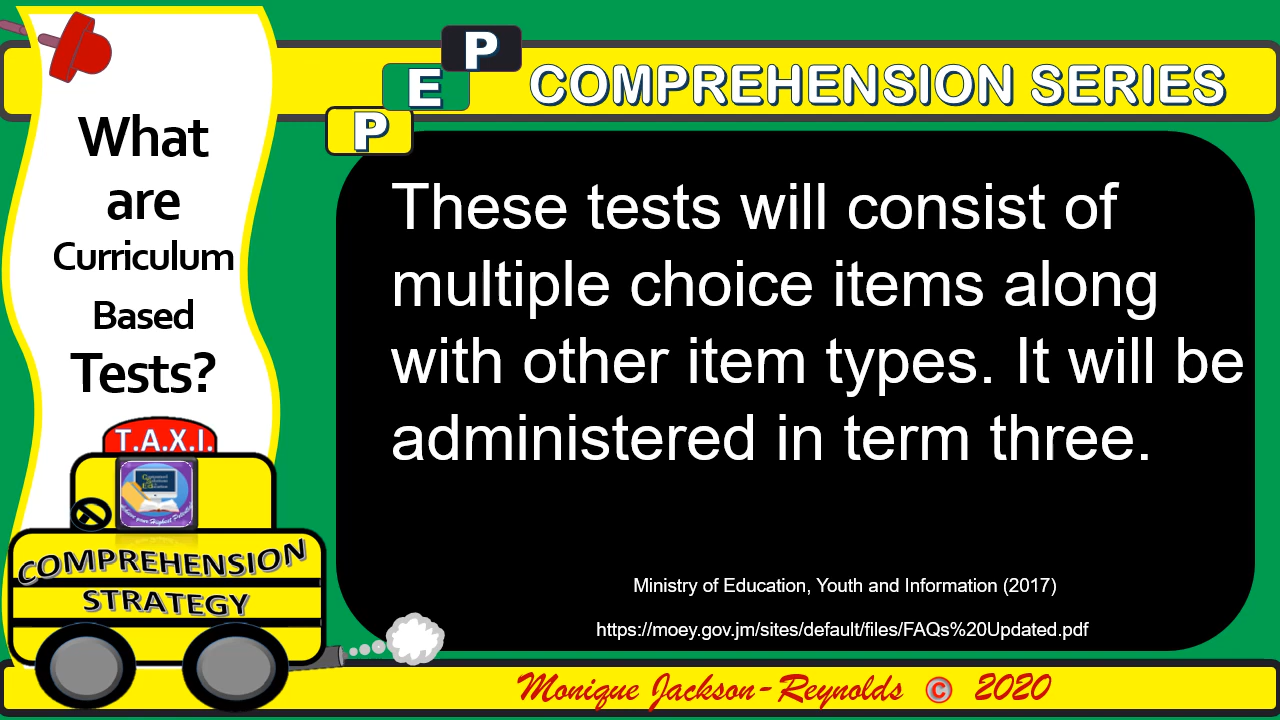 P
E
P
COMPREHENSION SERIES
What
are
Curriculum
Based
Tests?
These tests will consist of
multiple choice items along
with other item types. It will be
administered in term three.
Ministry of Education, Youth and Information (2017)
https://moey.gov.jm/sites/default/files/FAQs%20Updated.pdf
T.A.X.I.
COMPREHENSION
STRATEGY
Monique Jackson-Reynolds © 2020